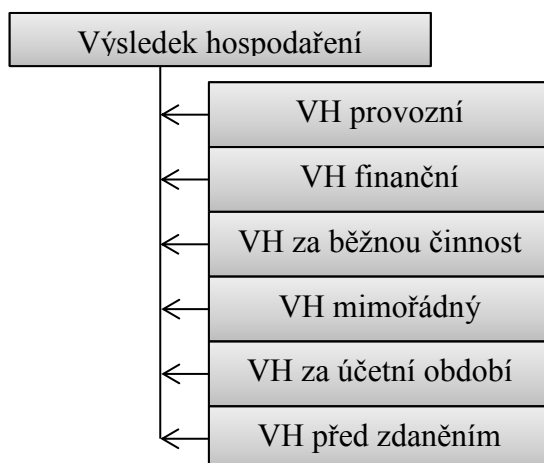 Výsledek hospodaření
VH provozní
VH finanční
VH za běžnou činnost
VH mimořádný
VH za účetní období
VH před zdaněním